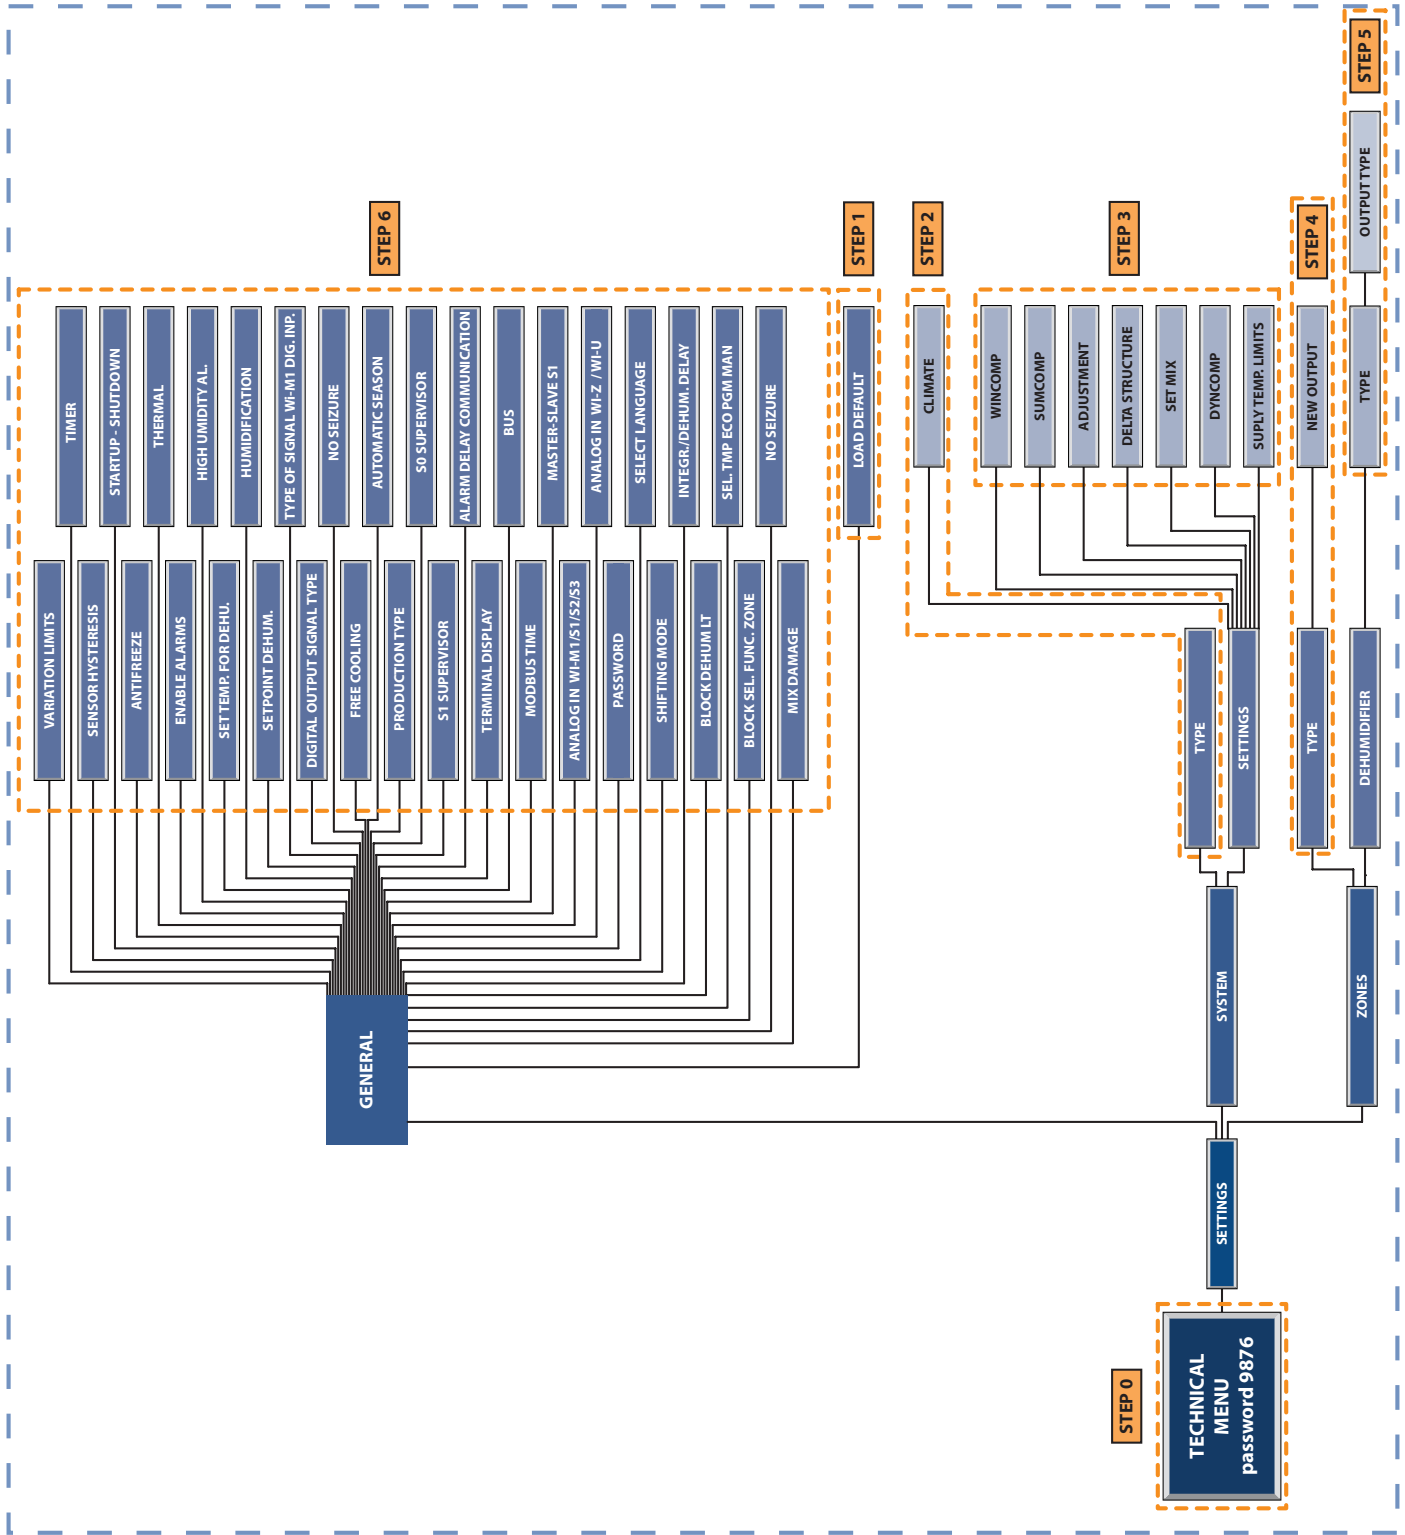 STEP 0
TECHNICAL
MENU
password 9876
SETTINGS
GENERAL
SYSTEM
ZONES
VARIATION LIMITS
SENSOR HYSTERESIS
ANTIFREEZE
ENABLE ALARMS
SET TEMP. FOR DEHU.
SETPOINT DEHUM.
DIGITAL OUTPUT SIGNAL TYPE
FREE COOLING
PRODUCTION TYPE
S1 SUPERVISOR
TERMINAL DISPLAY
MODBUS TIME
ANALOG IN WI-M1/S1/S2/S3
PASSWORD
SHIFTING MODE
BLOCK DEHUM LT
BLOCK SEL. FUNC. ZONE
MIX DAMAGE
TIMER
STARTUP - SHUTDOWN
THERMAL
HIGH UMIDITY AL.
HUMIDIFICATION
TYPE OF SIGNAL WI-M1 DIG. INP.
NO SEIZURE
AUTOMATIC SEASON
S0 SUPERVISOR
ALARM DELAY COMMUNICATION
BUS
MASTER-SLAVE S1
ANALOG IN WI-Z / WI-U
SELECT LANGUAGE
INTEGR./DEHUM. DELAY
SEL. TMP ECO PGM MAN
NO SEIZURE
STEP 6
LOAD DEFAULT
STEP 1
TYPE
SETTINGS
CLIMATE
STEP 2
WINCOMP
SUMCOMP
ADJUSTMENT
DELTA STRUCTURE
SET MIX
DYNCOMP
SUPLY TEMP. LIMITS
STEP 3
TYPE
NEW OUTPUT
STEP 4
DEHUMIDIFIER
TYPE
OUTPUT TYPE
STEP 5